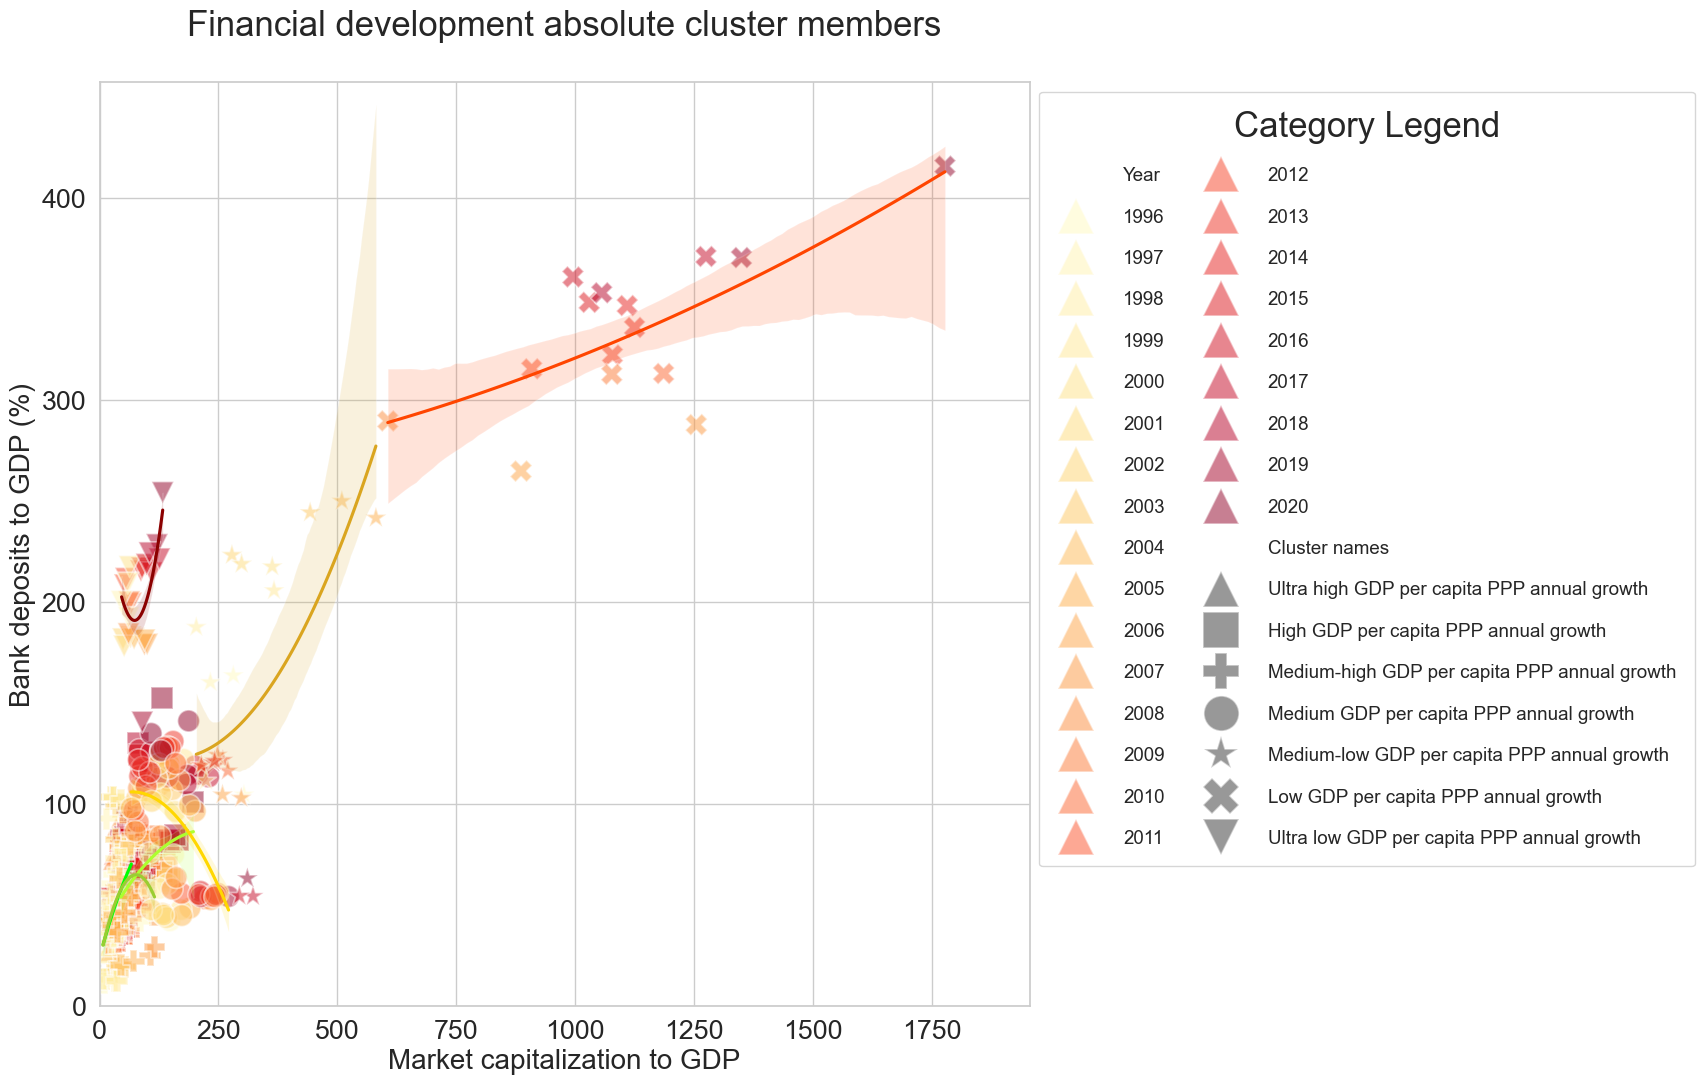 Financial development absolute cluster members
Category Legend
Year
1996
1997
1998
1999
2000
2001
2002
2003
2004
2005
2006
2007
2008
2009
2010
2011
2012
2013
2014
2015
2016
2017
2018
2019
2020
Cluster names
Ultra high GDP per capita PPP annual growth
High GDP per capita PPP annual growth
Medium-high GDP per capita PPP annual growth
Medium GDP per capita PPP annual growth
Medium-low GDP per capita PPP annual growth
Low GDP per capita PPP annual growth
Ultra low GDP per capita PPP annual growth
Bank deposits to GDP (%)
400
300
200
100
0
0 250 500 750 1000 1250 1500 1750
Market capitalization to GDP